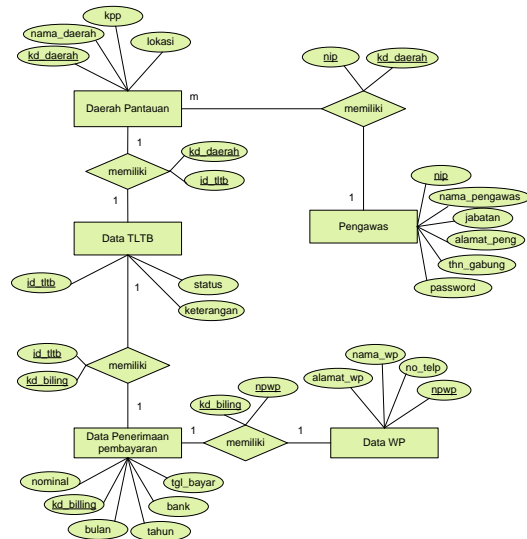 kpp
nama_daerah
lokasi
kd_daerah
nip
kd_daerah
Daerah Pantauan
m
memiliki
1
kd_daerah
memiliki
id_tltb
nip
1
1
nama_pengawas
Data TLTB
Pengawas
jabatan
alamat_peng
id_tltb
status
thn_gabung
keterangan
password
1
id_tltb
memiliki
kd_biling
nama_wp
no_telp
alamat_wp
npwp
npwp
kd_biling
1
Data Penerimaan
pembayaran
1
memiliki
1
Data WP
nominal
tgl_bayar
kd_billing
bank
bulan
tahun